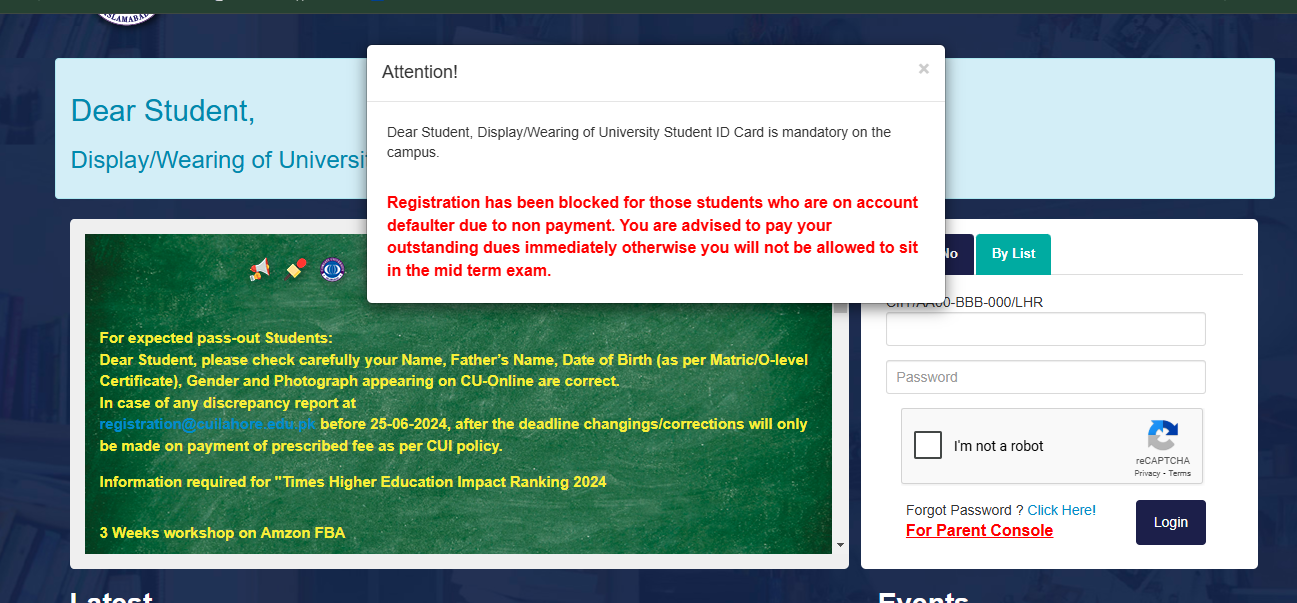 ISLAMABAD
Attention!
×
Dear Student, Display/Wearing of University Student ID Card is mandatory on the
campus.
Registration has been blocked for those students who are on account
defaulter due to non payment. You are advised to pay your
outstanding dues immediately otherwise you will not be allowed to sit
in the mid term exam.
Dear Student,
Display/Wearing of Universi
For expected pass-out Students:
Dear Student, please check carefully your Name, Father's Name, Date of Birth (as per Matric/O-level
Certificate), Gender and Photograph appearing on CU-Online are correct.
In case of any discrepancy report at
registration@cuilahore.edu.pk before 25-06-2024, after the deadline changings/corrections will only
be made on payment of prescribed fee as per CUI policy.
Information required for "Times Higher Education Impact Ranking 2024
3 Weeks workshop on Amzon FBA
No
By List
CIIT/AA00-BBB-000/LHR
Password
I'm not a robot
reCAPTCHA
Privacy - Terms
Forgot Password ? Click Here!
For Parent Console
Login
Latest
Events